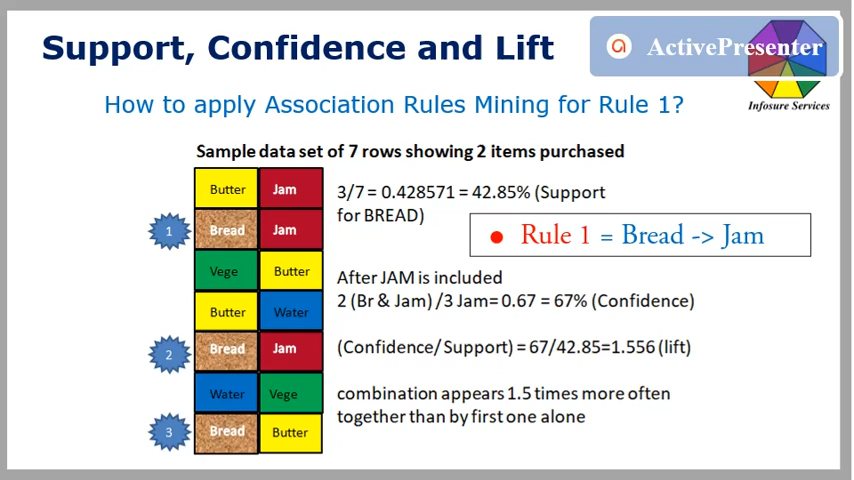 Support, Confidence and Lift
ActivePresenter
Infosure Services
How to apply Association Rules Mining for Rule 1?
Sample data set of 7 rows showing 2 items purchased
Butter Jam
1 Bread Jam
Vege Butter
Butter Water
2 Bread Jam
Water Vege
3 Bread Butter
3/7 = 0.428571 = 42.85% (Support
for BREAD)
• Rule 1 = Bread -> Jam
After JAM is included
2 (Br & Jam) /3 Jam= 0.67 = 67% (Confidence)
(Confidence/ Support) = 67/42.85=1.556 (lift)
combination appears 1.5 times more often
together than by first one alone